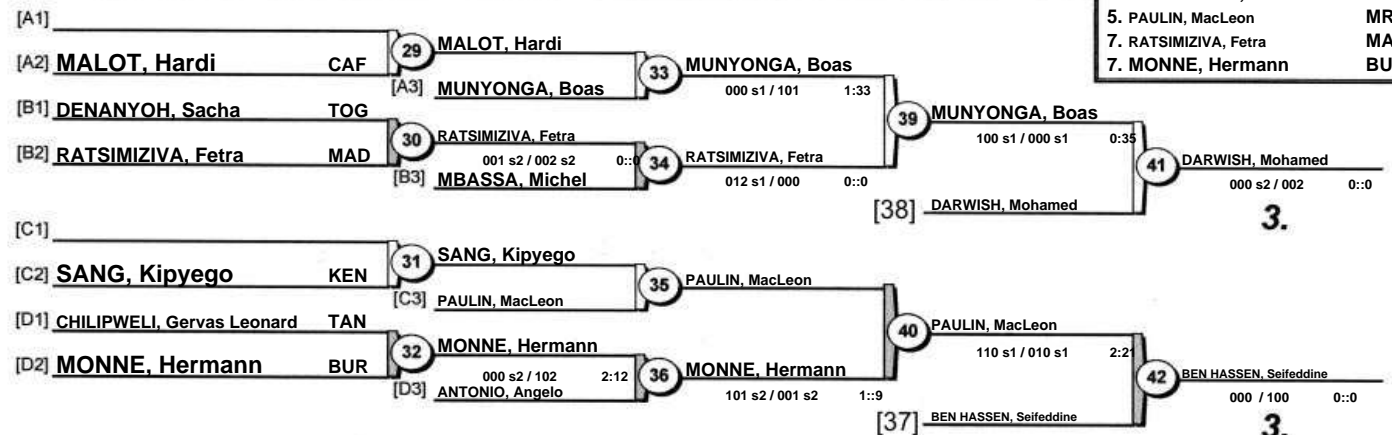 5. PAULIN, MacLeon MR
7. RATSIMIZIVA, Fetra MA
7. MONNE, Hermann BU
[A1]
[A2] MALOT, Hardi CAF
29
MALOT, Hardi
[A3] MUNYONGA, Boas
33
MUNYONGA, Boas
000 s1 / 101 1:33
[B1] DENANYOH, Sacha TOG
[B2] RATSIMIZIVA, Fetra MAD
30
RATSIMIZIVA, Fetra
001 s2 / 002 s2 0::0
[B3] MBASSA, Michel
34
RATSIMIZIVA, Fetra
012 s1 / 000 0::0
39
MUNYONGA, Boas
100 s1 / 000 s1 0:35
[38] DARWISH, Mohamed
41
DARWISH, Mohamed
000 s2 / 002 0::0
3.
[C1]
[C2] SANG, Kipyego KEN
31
SANG, Kipyego
[C3] PAULIN, MacLeon
35
PAULIN, MacLeon
[D1] CHILIPWELI, Gervas Leonard TAN
[D2] MONNE, Hermann BUR
32
MONNE, Hermann
000 s2 / 102 2:12
[D3] ANTONIO, Angelo
36
MONNE, Hermann
101 s2 / 001 s2 1::9
40
PAULIN, MacLeon
110 s1 / 010 s1 2:21
[37] BEN HASSEN, Seifeddine
42
BEN HASSEN, Seifeddine
000 / 100 0::0
3.